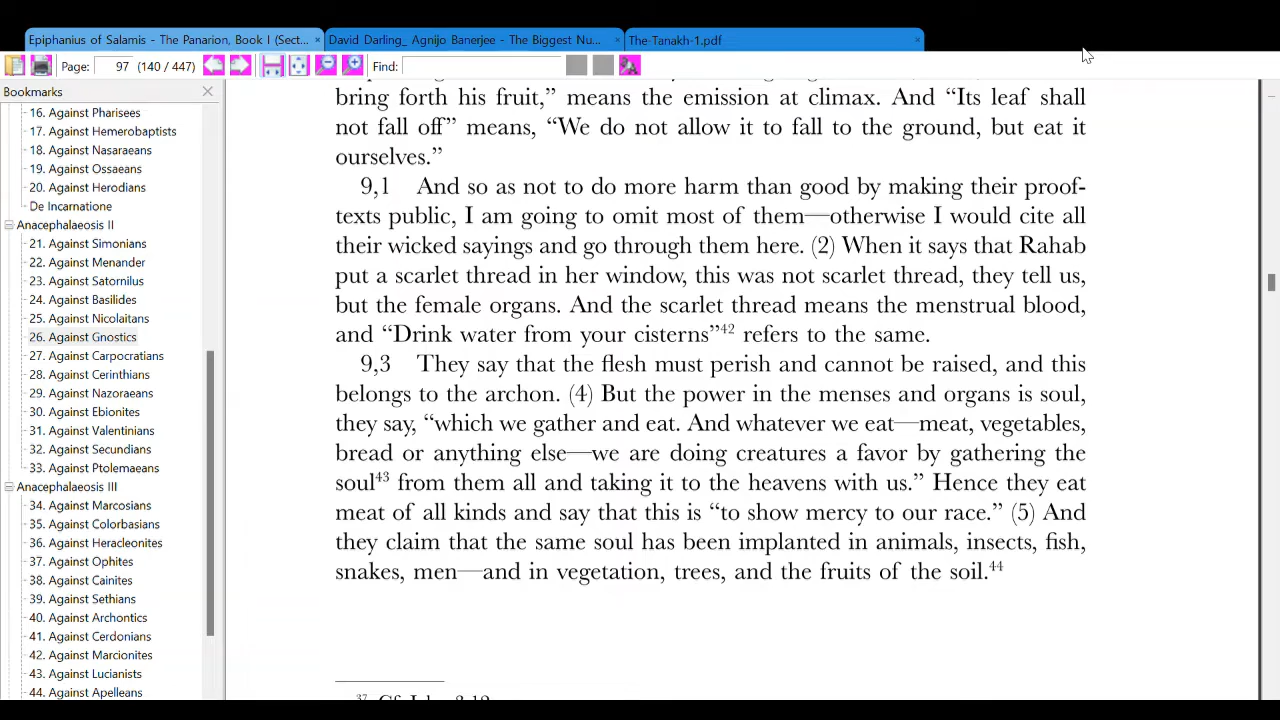 Epiphanius of Salamis - The Panarion, Book I (Sect... ×
David Darling_ Agnijo Banerjee - The Biggest Nu... ×
The-Tanakh-1.pdf ×
Page: 97 (140 / 447) Find:
Bookmarks
16. Against Pharisees
17. Against Hemerobaptists
18. Against Nasaraeans
19. Against Ossaeans
20. Against Herodians
De Incarnatione
Anacephalaeosis II
21. Against Simonians
22. Against Menander
23. Against Satornilus
24. Against Basilides
25. Against Nicolaitans
26. Against Gnostics
27. Against Carpocratians
28. Against Cerinthians
29. Against Nazoraeans
30. Against Ebionites
31. Against Valentinians
32. Against Secundians
33. Against Ptolemaeans
Anacephalaeosis III
34. Against Marcosians
35. Against Colorbasians
36. Against Heracleonites
37. Against Ophites
38. Against Cainites
39. Against Sethians
40. Against Archontics
41. Against Cerdonians
42. Against Marcionites
43. Against Lucianists
44. Against Apelleans
bring forth his fruit,” means the emission at climax. And “Its leaf shall
not fall off” means, “We do not allow it to fall to the ground, but eat it
ourselves.”
9,1 And so as not to do more harm than good by making their proof-
texts public, I am going to omit most of them—otherwise I would cite all
their wicked sayings and go through them here. (2) When it says that Rahab
put a scarlet thread in her window, this was not scarlet thread, they tell us,
but the female organs. And the scarlet thread means the menstrual blood,
and “Drink water from your cisterns”42 refers to the same.
9,3 They say that the flesh must perish and cannot be raised, and this
belongs to the archon. (4) But the power in the menses and organs is soul,
they say, “which we gather and eat. And whatever we eat—meat, vegetables,
bread or anything else—we are doing creatures a favor by gathering the
soul43 from them all and taking it to the heavens with us.” Hence they eat
meat of all kinds and say that this is “to show mercy to our race.” (5) And
they claim that the same soul has been implanted in animals, insects, fish,
snakes, men—and in vegetation, trees, and the fruits of the soil.44